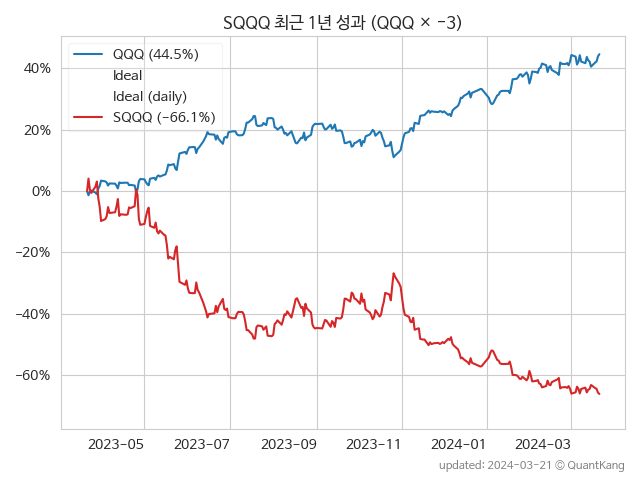 SQQQ 최근 1년 성과 (QQQ × −3)
QQQ (44.5%)
Ideal
Ideal (daily)
SQQQ (−66.1%)
40%
20%
0%
−20%
−40%
−60%
2023−05
2023−07
2023−09
2023−11
2024−01
2024−03
updated: 2024-03-21 © QuantKang